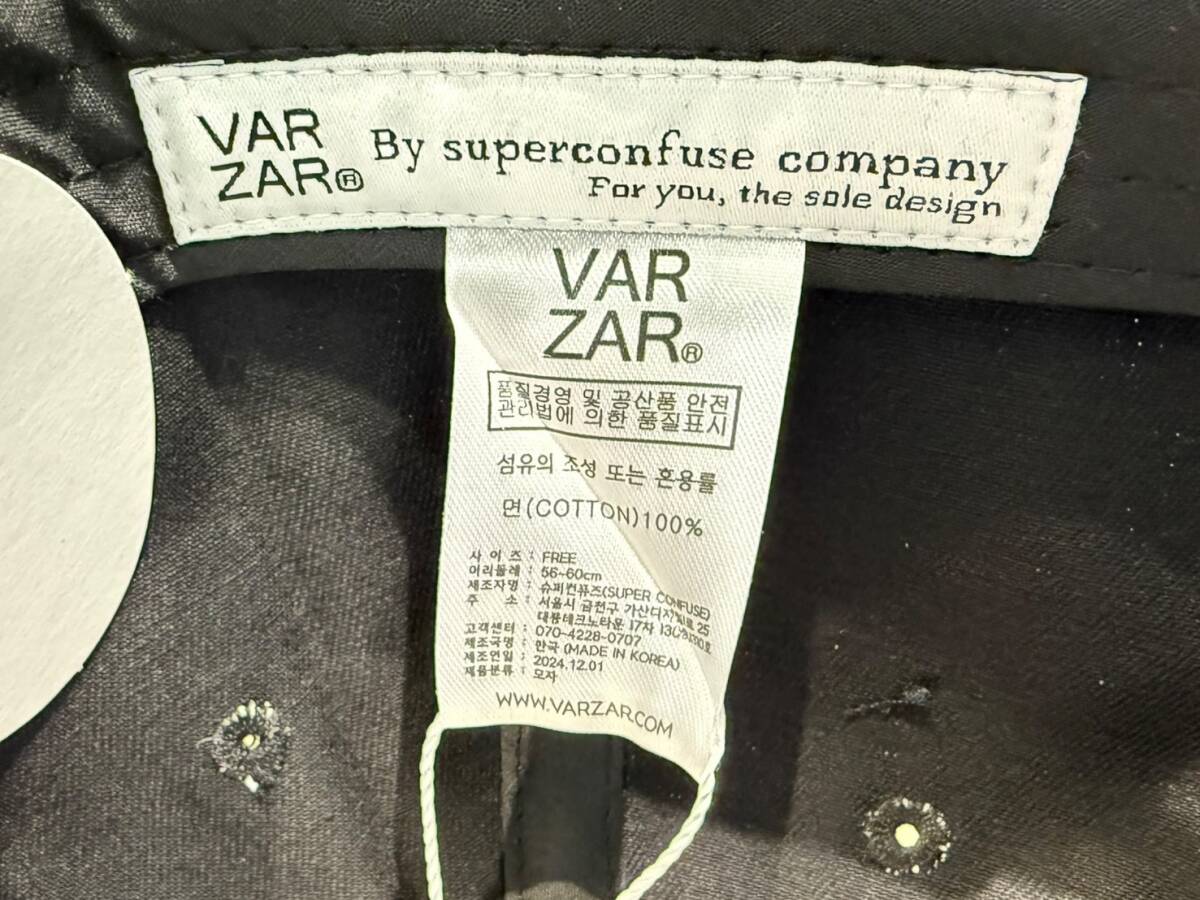 VAR
ZAR®
By superconfuse company
For you, the sole design
VAR
ZAR®
품질경영 및 공산품 안전
관리법에 의한 품질표시
섬유의 조성 또는 혼용률
면(COTTON)100%
사 이 즈 : FREE
머리둘레 : 56~60cm
제조자명 : 슈퍼컨퓨즈(SUPER CONFUSE)
주 소 : 서울시 금천구 가산디지털1로 25
대륭테크노타운 17차
고객센터 : 070-4228-0707
제조국명 : 한국 (MADE IN KOREA)
제조연일 : 2024.12.01
제품분류 : 모자
WWW.VARZAR.COM